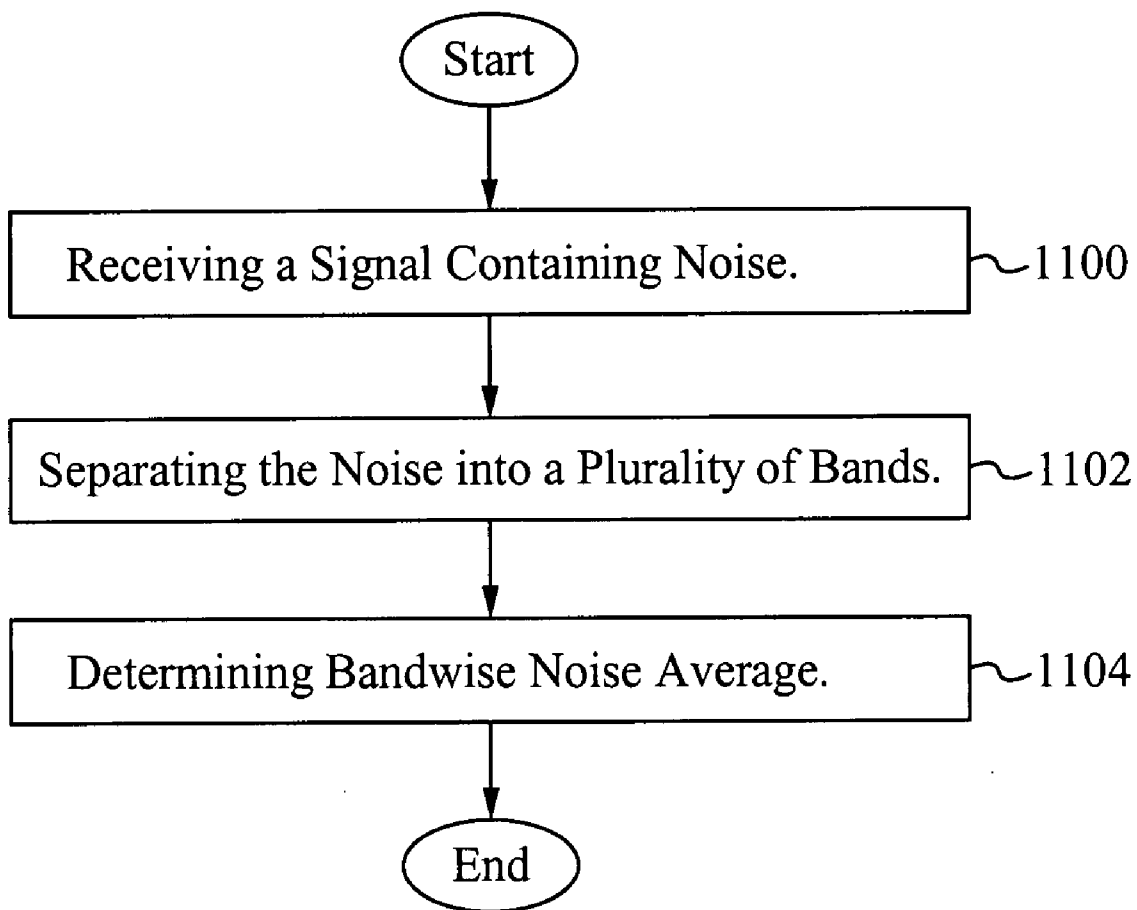 Start
Receiving a Signal Containing Noise.
1100
Separating the Noise into a Plurality of Bands.
1102
Determining Bandwise Noise Average.
1104
End